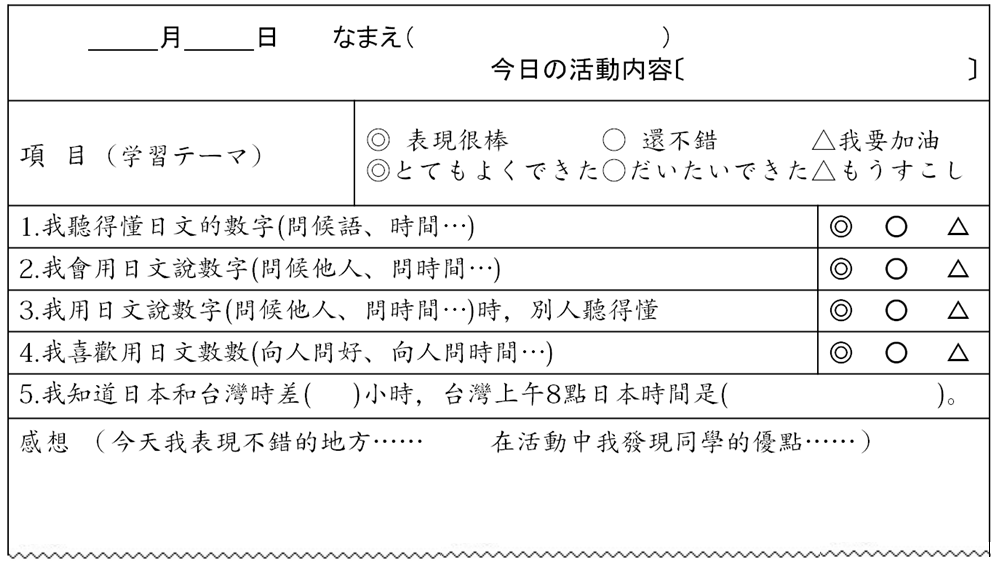 _____月_____日　　なまえ(　　　　　　　　　　)
今日の活動内容〔　　　　　　　　　　　〕
項 目（学習テーマ）
◎ 表現很棒　　　○ 還不錯　　　△我要加油
◎とてもよくできた○だいたいできた△もうすこし
1.我聽得懂日文的數字(問候語、時間…)　◎　○　△
2.我會用日文說數字(問候他人、問時間…)　◎　○　△
3.我用日文說數字(問候他人、問時間…)時，別人聽得懂　◎　○　△
4.我喜歡用日文數數(向人問好、向人問時間…)　◎　○　△
5.我知道日本和台灣時差(　　)小時，台灣上午8點日本時間是(　　　　　　　　　)。
感想 （今天我表現不錯的地方……　　　在活動中我發現同學的優點……）